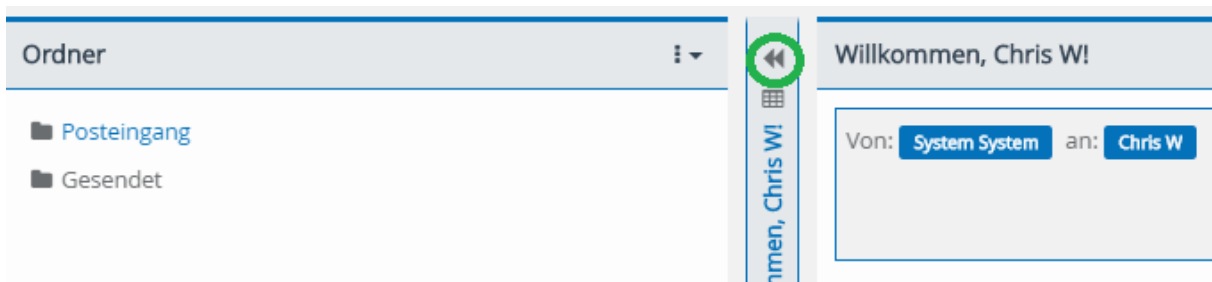 Ordner
Posteingang
Gesendet
mmen, Chris W!
Willkommen, Chris W!
Von: System System an: Chris W